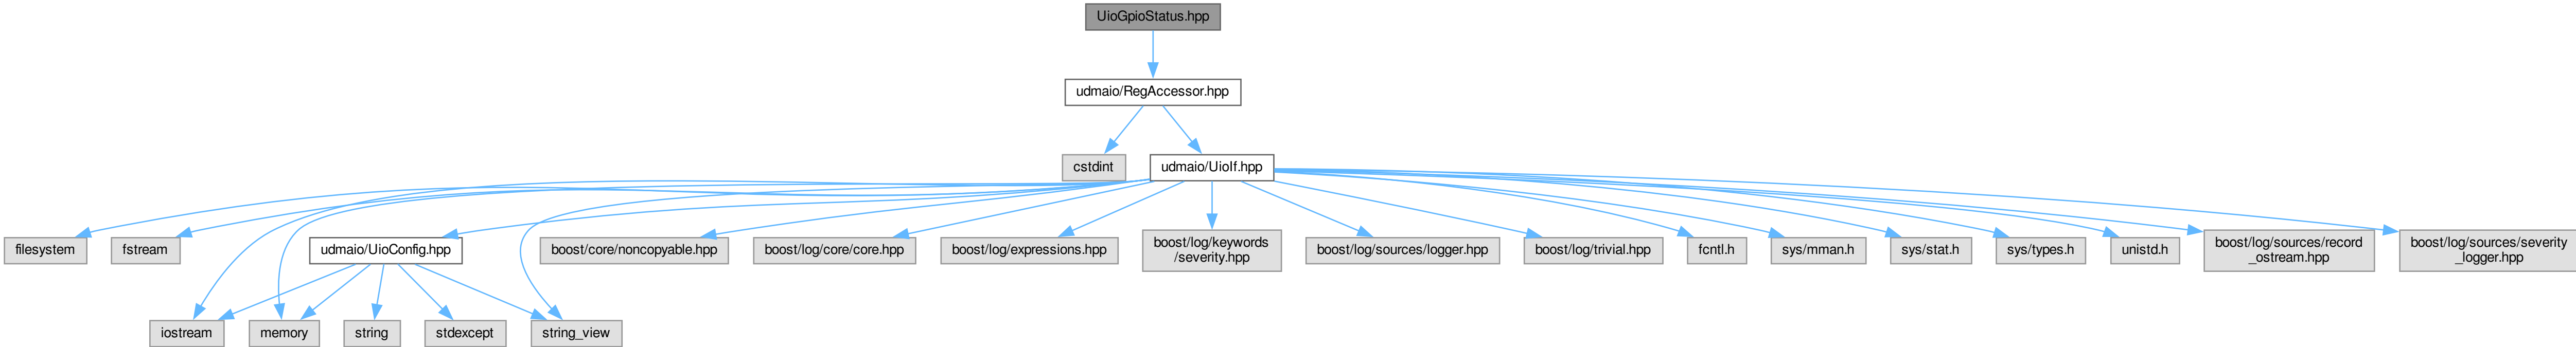 UioGpioStatus.hpp
udmaio/RegAccessor.hpp
cstdint
udmaio/UioIf.hpp
filesystem
fstream
udmaio/UioConfig.hpp
boost/core/noncopyable.hpp
boost/log/core/core.hpp
boost/log/expressions.hpp
boost/log/keywords
/severity.hpp
boost/log/sources/logger.hpp
boost/log/trivial.hpp
fcntl.h
sys/mman.h
sys/stat.h
sys/types.h
unistd.h
boost/log/sources/record
_ostream.hpp
boost/log/sources/severity
_logger.hpp
iostream
memory
string
stdexcept
string_view